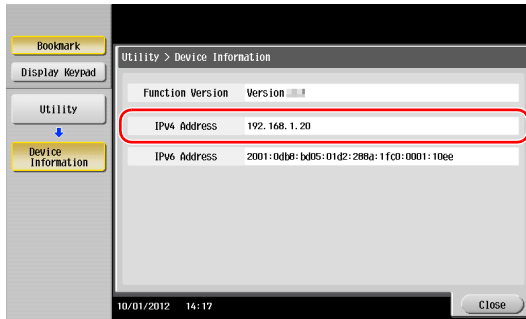 Bookmark
Display Keypad
Utility
Device
Information
Utility > Device Information
Function Version Version
IPv4 Address 192.168.1.20
IPv6 Address 2001:0db8:bd05:01d2:288a:1fc0:0001:10ee
10/01/2012 14:17
Close